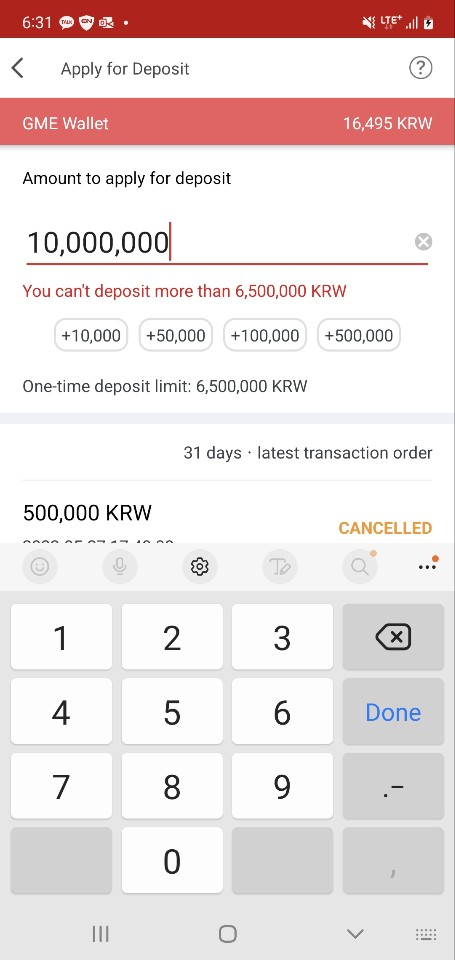 6:31 TALK
LTE+
Apply for Deposit
?
GME Wallet 16,495 KRW
Amount to apply for deposit
10,000,000
You can't deposit more than 6,500,000 KRW
+10,000 +50,000 +100,000 +500,000
One-time deposit limit: 6,500,000 KRW
31 days · latest transaction order
500,000 KRW
CANCELLED
1 2 3
4 5 6 Done
7 8 9 .-
0 ,